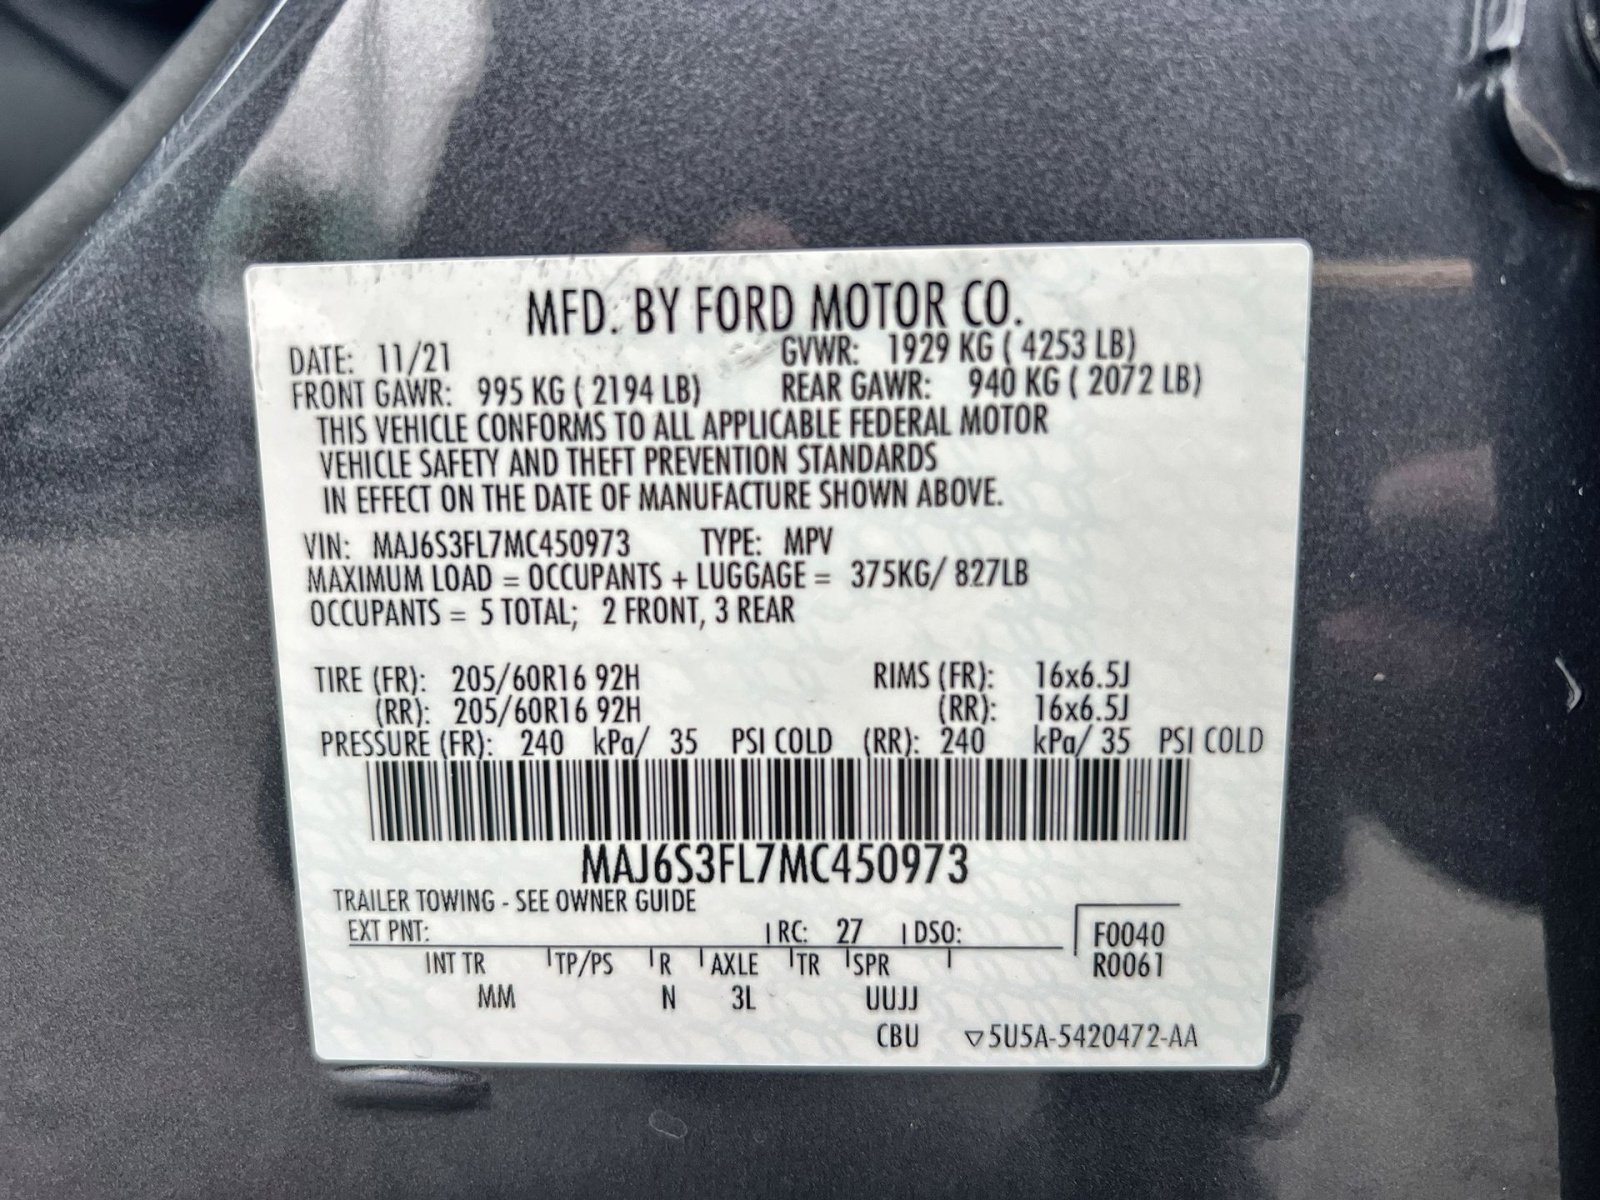 MFD. BY FORD MOTOR CO.
DATE: 11/21 GVWR: 1929 KG ( 4253 LB)
FRONT GAWR: 995 KG ( 2194 LB) REAR GAWR: 940 KG ( 2072 LB)
THIS VEHICLE CONFORMS TO ALL APPLICABLE FEDERAL MOTOR
VEHICLE SAFETY AND THEFT PREVENTION STANDARDS
IN EFFECT ON THE DATE OF MANUFACTURE SHOWN ABOVE.
VIN: MAJ6S3FL7MC450973 TYPE: MPV
MAXIMUM LOAD = OCCUPANTS + LUGGAGE = 375KG/ 827LB
OCCUPANTS = 5 TOTAL; 2 FRONT, 3 REAR
TIRE (FR): 205/60R16 92H RIMS (FR): 16x6.5J
(RR): 205/60R16 92H (RR): 16x6.5J
PRESSURE (FR): 240 kPa/ 35 PSI COLD (RR): 240 kPa/ 35 PSI COLD
MAJ6S3FL7MC450973
TRAILER TOWING - SEE OWNER GUIDE
EXT PNT: RC: 27 DSO: F0040
INT TR TP/PS R AXLE TR SPR R0061
MM N 3L UUJJ
CBU ▽5U5A-5420472-AA